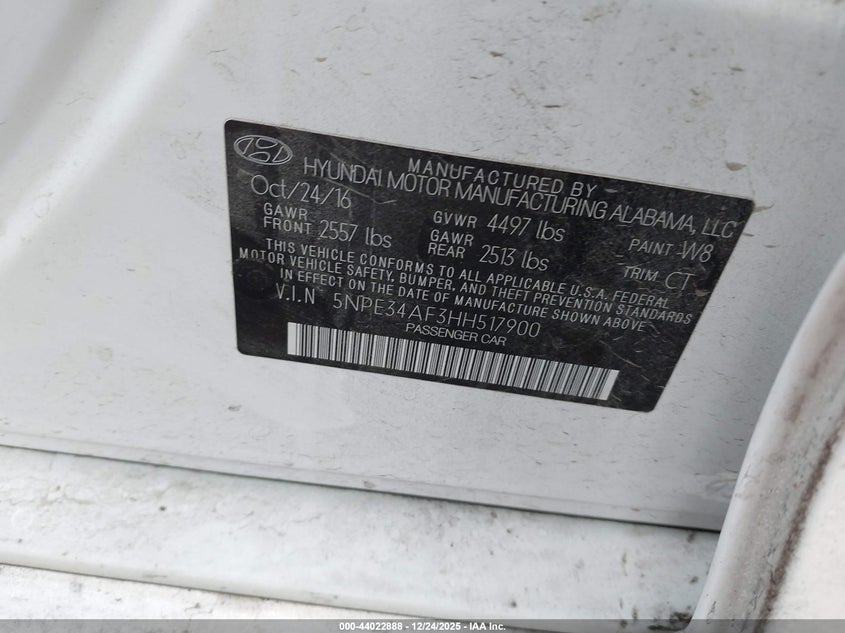 MANUFACTURED BY
HYUNDAI MOTOR MANUFACTURING ALABAMA, LLC
Oct/24/16 GVWR 4497 lbs PAINT W8
GAWR FRONT 2557 lbs GAWR REAR 2513 lbs TRIM CT
THIS VEHICLE CONFORMS TO ALL APPLICABLE U.S.A. FEDERAL
MOTOR VEHICLE SAFETY, BUMPER, AND THEFT PREVENTION STANDARDS
IN EFFECT ON THE DATE OF MANUFACTURE SHOWN ABOVE
V.I.N 5NPE34AF3HH517900
PASSENGER CAR
000-44022888 - 12/24/2025 - IAA Inc.